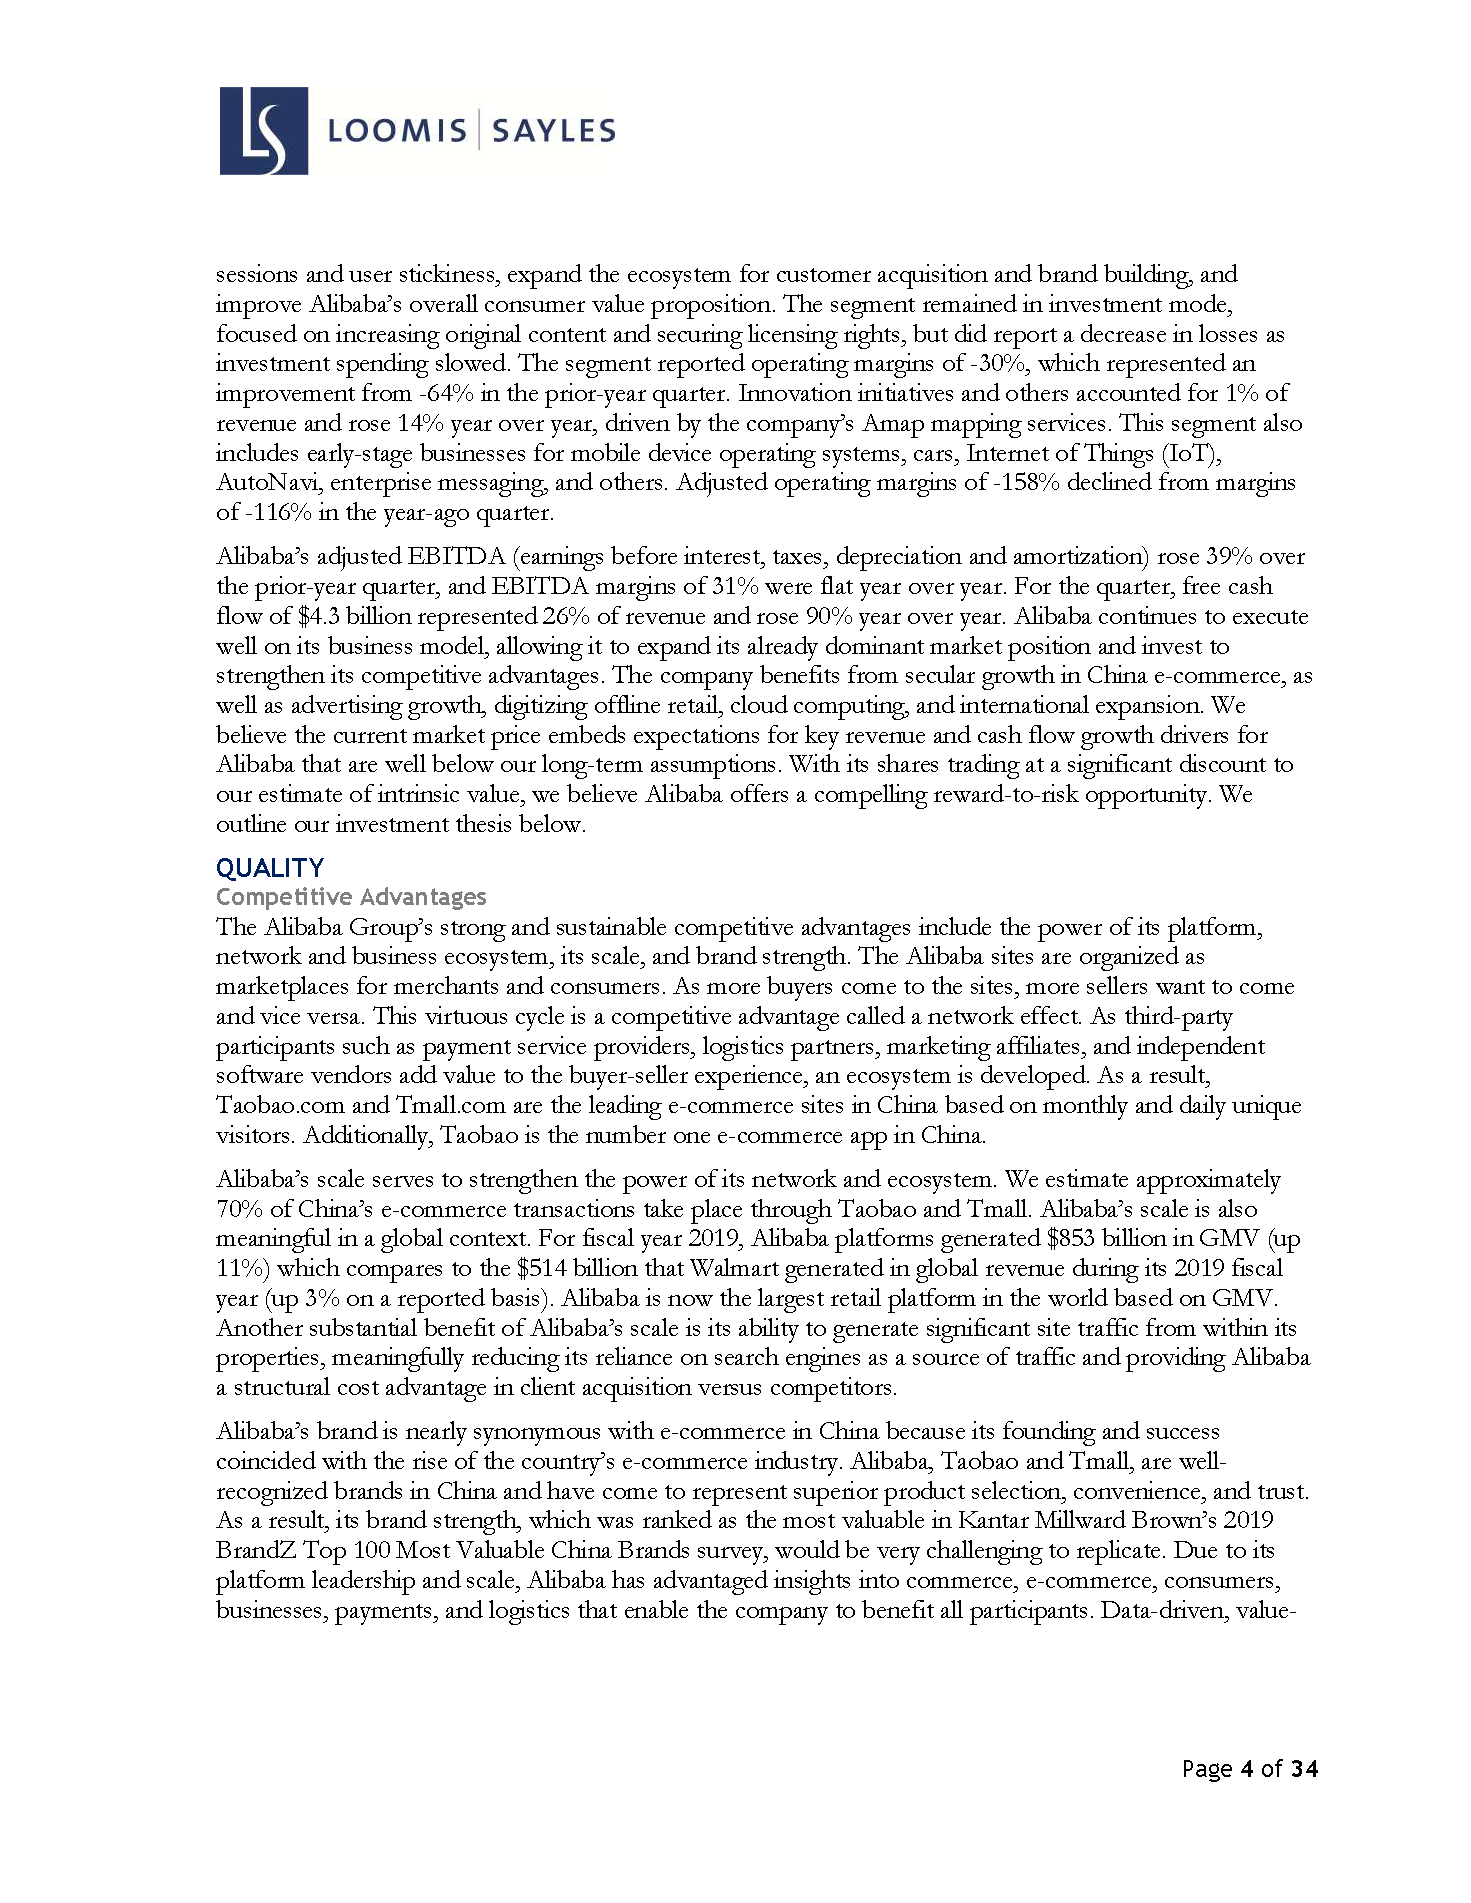 LS LOOMIS | SAYLES
sessions and user stickiness, expand the ecosystem for customer acquisition and brand building, and
improve Alibaba’s overall consumer value proposition. The segment remained in investment mode,
focused on increasing original content and securing licensing rights, but did report a decrease in losses as
investment spending slowed. The segment reported operating margins of -30%, which represented an
improvement from -64% in the prior-year quarter. Innovation initiatives and others accounted for 1% of
revenue and rose 14% year over year, driven by the company’s Amap mapping services. This segment also
includes early-stage businesses for mobile device operating systems, cars, Internet of Things (IoT),
AutoNavi, enterprise messaging, and others. Adjusted operating margins of -158% declined from margins
of -116% in the year-ago quarter.
Alibaba’s adjusted EBITDA (earnings before interest, taxes, depreciation and amortization) rose 39% over
the prior-year quarter, and EBITDA margins of 31% were flat year over year. For the quarter, free cash
flow of $4.3 billion represented 26% of revenue and rose 90% year over year. Alibaba continues to execute
well on its business model, allowing it to expand its already dominant market position and invest to
strengthen its competitive advantages. The company benefits from secular growth in China e-commerce, as
well as advertising growth, digitizing offline retail, cloud computing, and international expansion. We
believe the current market price embeds expectations for key revenue and cash flow growth drivers for
Alibaba that are well below our long-term assumptions. With its shares trading at a significant discount to
our estimate of intrinsic value, we believe Alibaba offers a compelling reward-to-risk opportunity. We
outline our investment thesis below.
QUALITY
Competitive Advantages
The Alibaba Group’s strong and sustainable competitive advantages include the power of its platform,
network and business ecosystem, its scale, and brand strength. The Alibaba sites are organized as
marketplaces for merchants and consumers. As more buyers come to the sites, more sellers want to come
and vice versa. This virtuous cycle is a competitive advantage called a network effect. As third-party
participants such as payment service providers, logistics partners, marketing affiliates, and independent
software vendors add value to the buyer-seller experience, an ecosystem is developed. As a result,
Taobao.com and Tmall.com are the leading e-commerce sites in China based on monthly and daily unique
visitors. Additionally, Taobao is the number one e-commerce app in China.
Alibaba’s scale serves to strengthen the power of its network and ecosystem. We estimate approximately
70% of China’s e-commerce transactions take place through Taobao and Tmall. Alibaba’s scale is also
meaningful in a global context. For fiscal year 2019, Alibaba platforms generated $853 billion in GMV (up
11%) which compares to the $514 billion that Walmart generated in global revenue during its 2019 fiscal
year (up 3% on a reported basis). Alibaba is now the largest retail platform in the world based on GMV.
Another substantial benefit of Alibaba’s scale is its ability to generate significant site traffic from within its
properties, meaningfully reducing its reliance on search engines as a source of traffic and providing Alibaba
a structural cost advantage in client acquisition versus competitors.
Alibaba’s brand is nearly synonymous with e-commerce in China because its founding and success
coincided with the rise of the country’s e-commerce industry. Alibaba, Taobao and Tmall, are well-
recognized brands in China and have come to represent superior product selection, convenience, and trust.
As a result, its brand strength, which was ranked as the most valuable in Kantar Millward Brown’s 2019
BrandZ Top 100 Most Valuable China Brands survey, would be very challenging to replicate. Due to its
platform leadership and scale, Alibaba has advantaged insights into commerce, e-commerce, consumers,
businesses, payments, and logistics that enable the company to benefit all participants. Data-driven, value-
Page 4 of 34